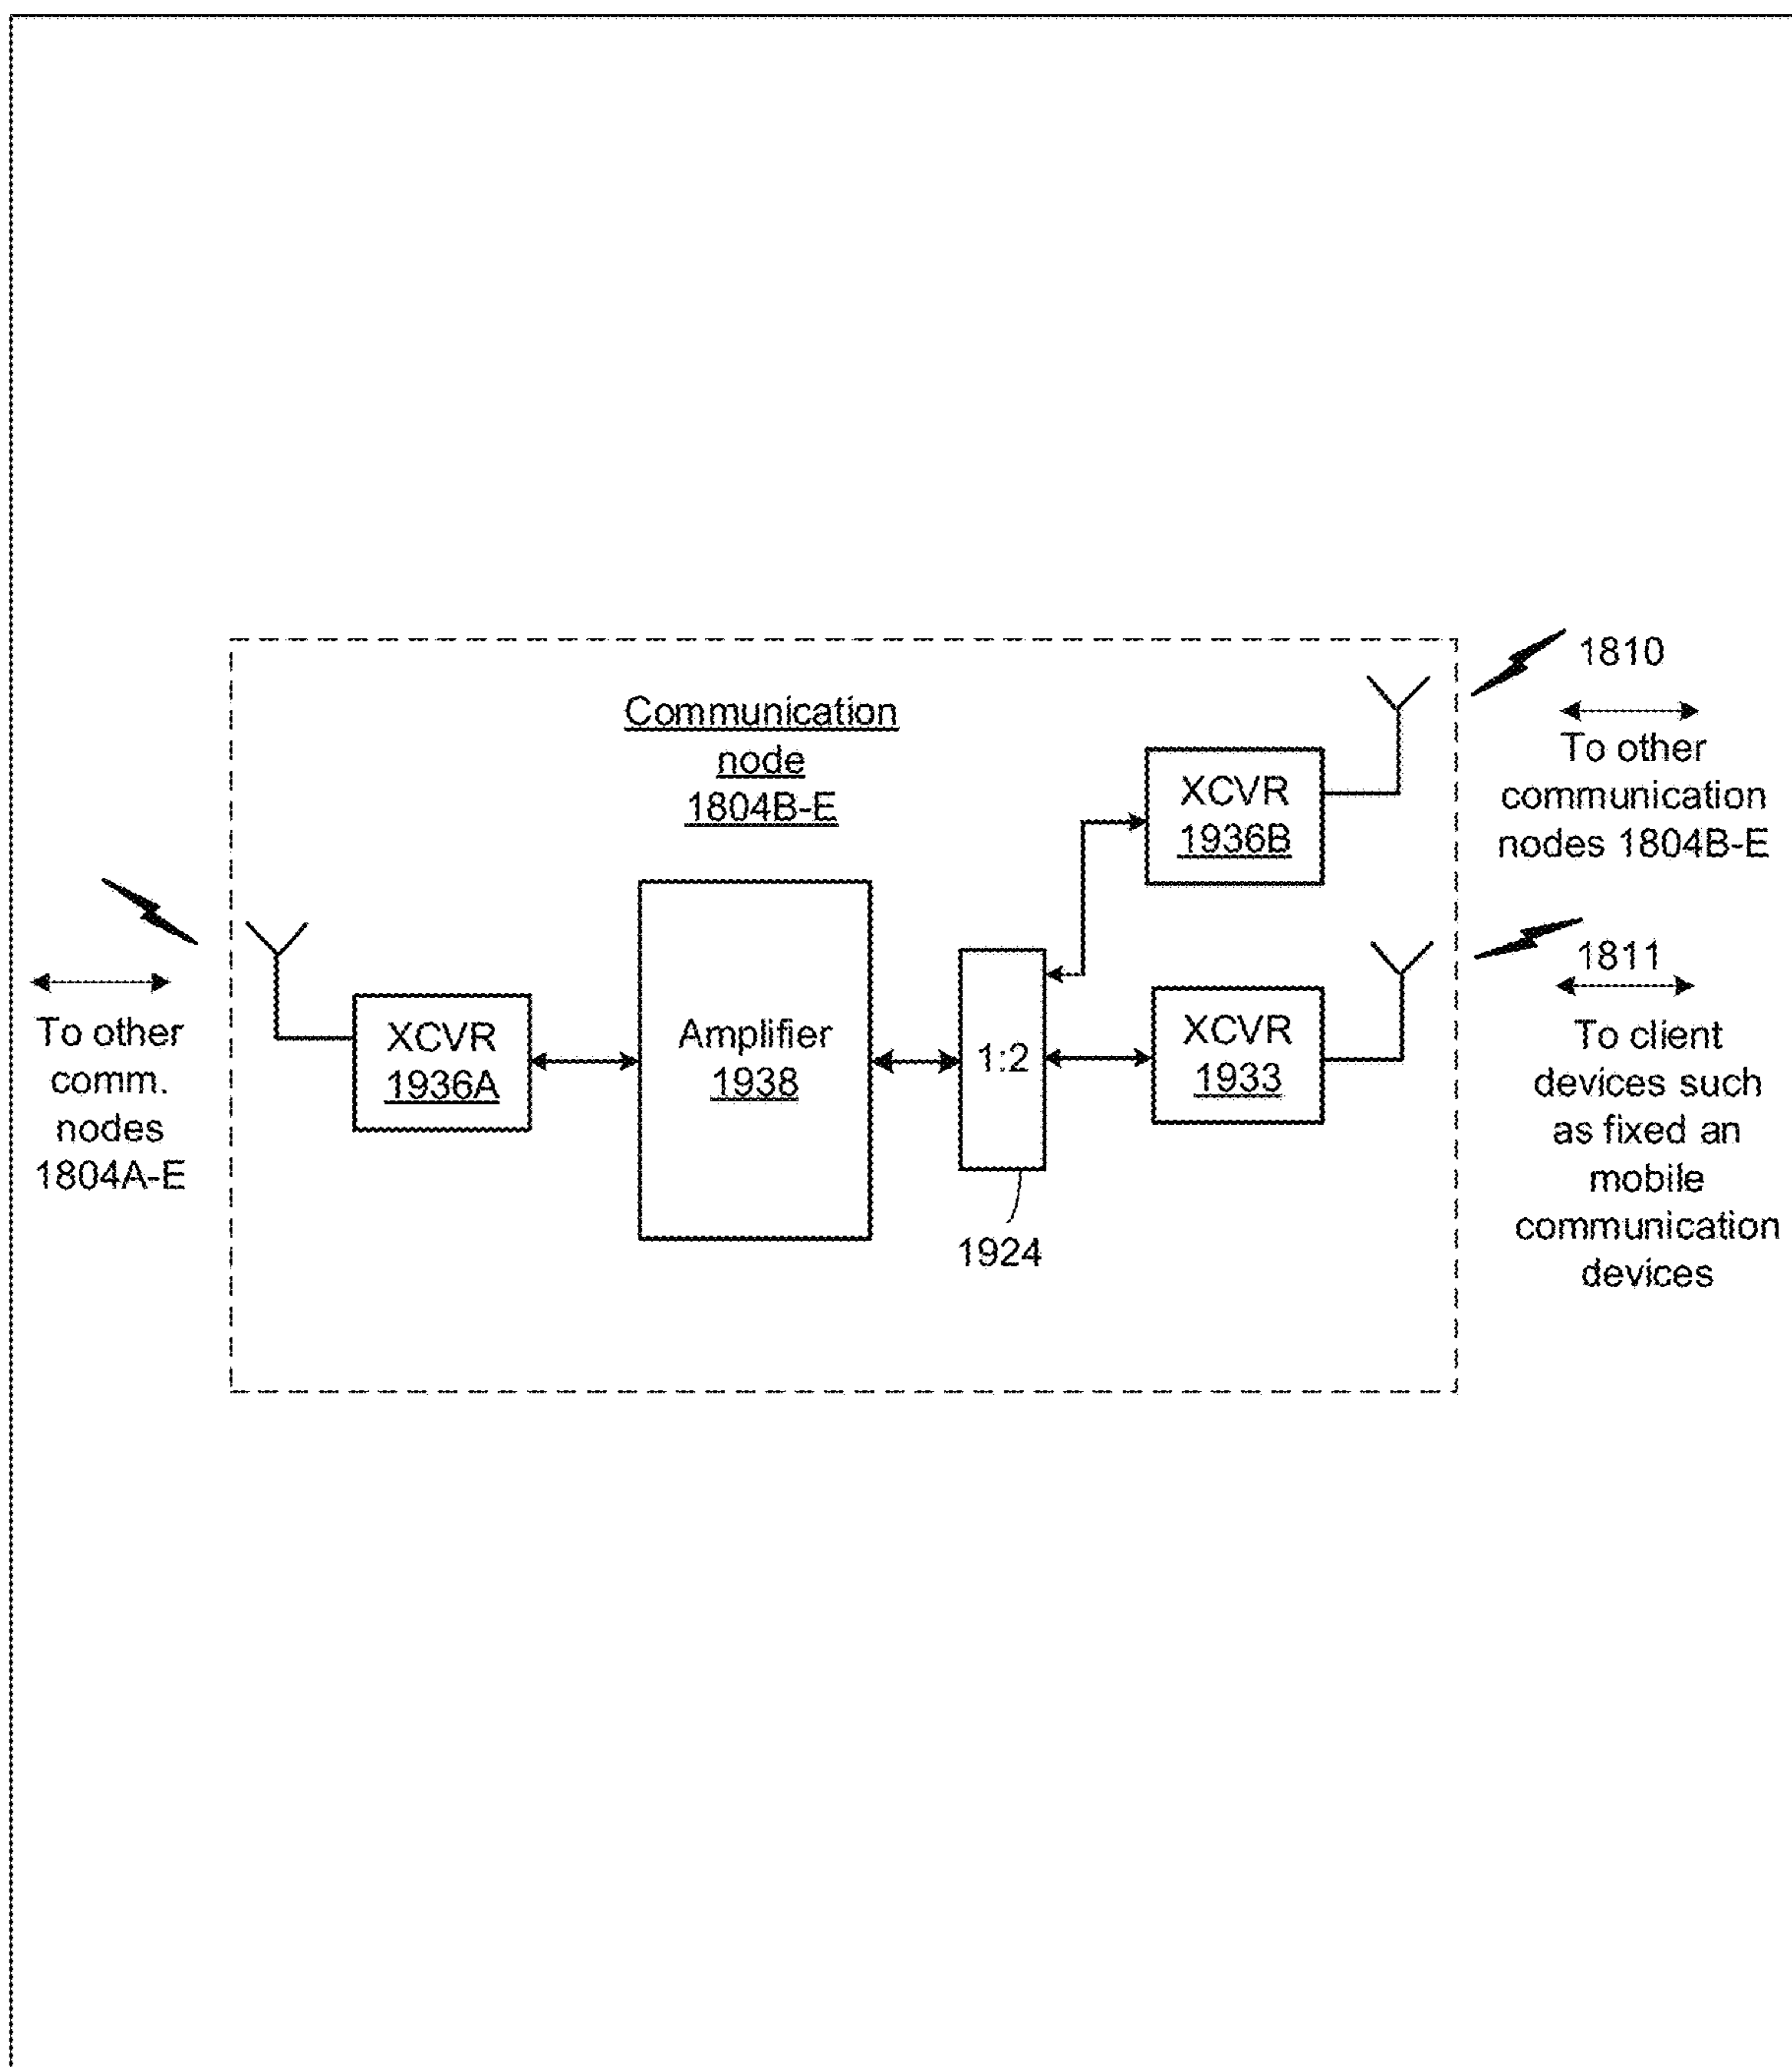 Communication
node
1804B-E
1810
To other
communication
nodes 1804B-E
XCVR
1936B
To other
comm.
nodes
1804A-E
XCVR
1936A
Amplifier
1938
1:2
1924
XCVR
1933
1811
To client
devices such
as fixed an
mobile
communication
devices